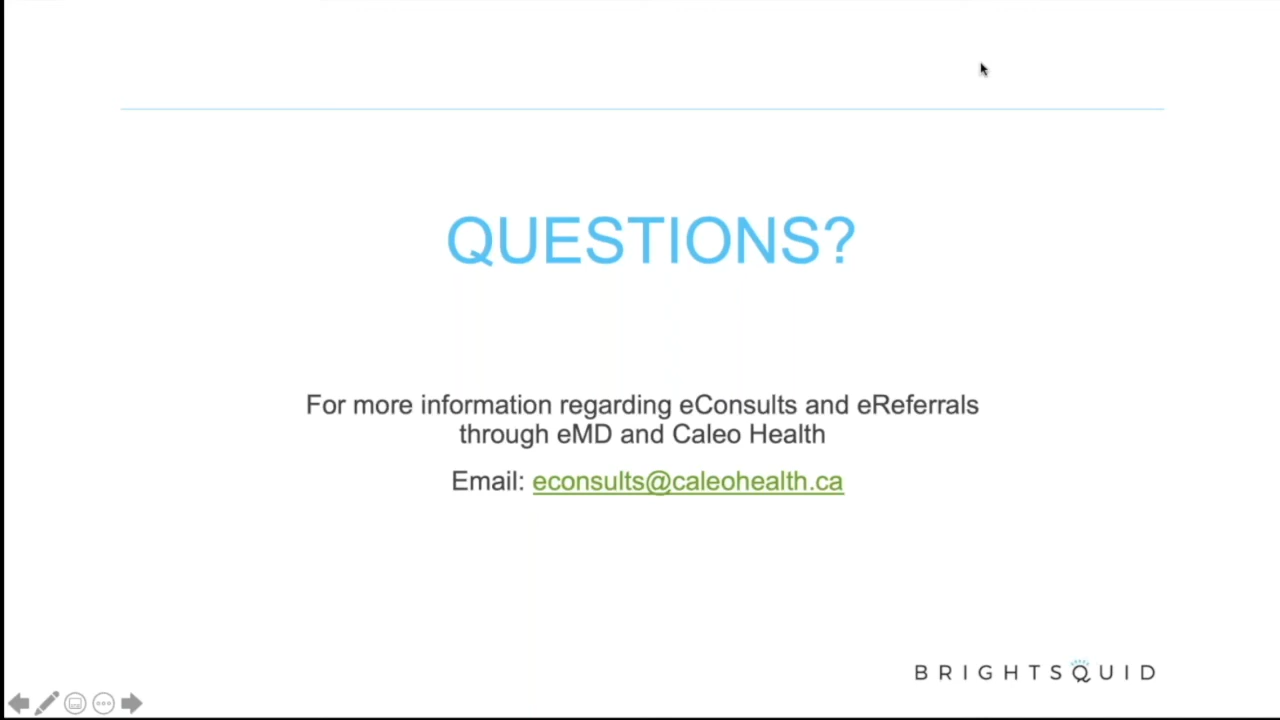 QUESTIONS?
For more information regarding eConsults and eReferrals
through eMD and Caleo Health
Email: econsults@caleohealth.ca
BRIGHTSQUID